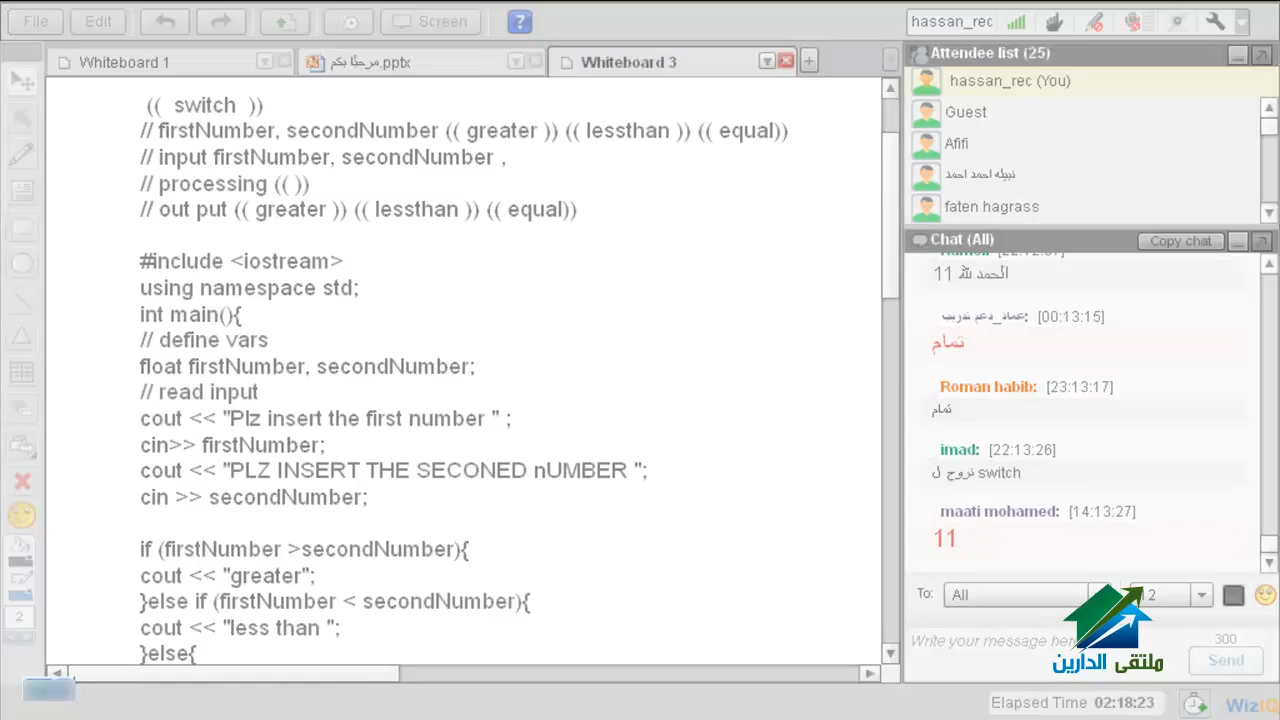 File Edit Screen ? hassan_rec
Whiteboard 1 مرحبًا بكم.pptx Whiteboard 3 +
(( switch ))
// firstNumber, secondNumber (( greater )) (( lessthan )) (( equal))
// input firstNumber, secondNumber ,
// processing (( ))
// out put (( greater )) (( lessthan )) (( equal))
#include <iostream>
using namespace std;
int main(){
// define vars
float firstNumber, secondNumber;
// read input
cout << "Plz insert the first number " ;
cin>> firstNumber;
cout << "PLZ INSERT THE SECONED nUMBER ";
cin >> secondNumber;
if (firstNumber >secondNumber){
cout << "greater";
}else if (firstNumber < secondNumber){
cout << "less than ";
}else{
2
Attendee list (25)
hassan_rec (You)
Guest
Afifi
نبيله احمد احمد
faten hagrass
Chat (All) Copy chat
الحمد لله 11
عماد_دعم تدريب: [00:13:15]
تمام
Roman habib: [23:13:17]
تمام
imad: [22:13:26]
نروح ل switch
maati mohamed: [14:13:27]
11
To: All 12
Write your message here
300
Send
ملتقى الدارين
Elapsed Time 02:18:23